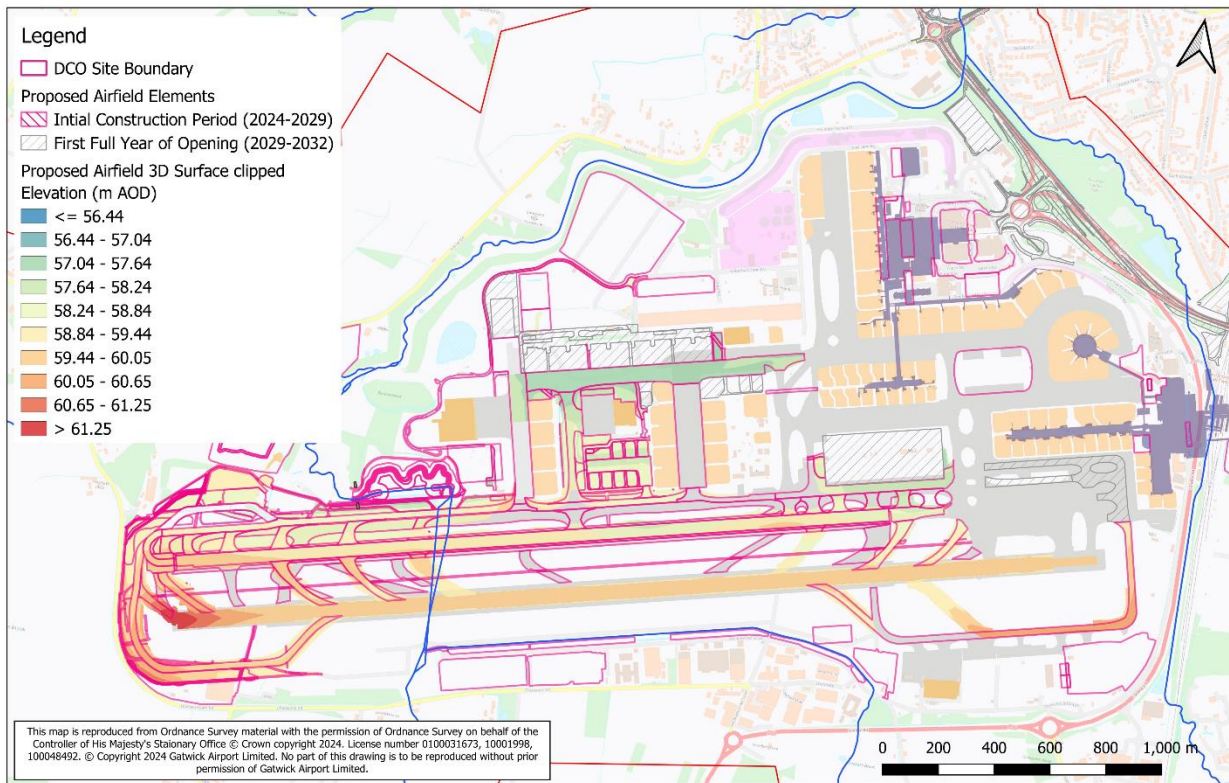 Legend
DCO Site Boundary
Proposed Airfield Elements
Intial Construction Period (2024-2029)
First Full Year of Opening (2029-2032)
Proposed Airfield 3D Surface clipped
Elevation (m AOD)
<= 56.44
56.44 - 57.04
57.04 - 57.64
57.64 - 58.24
58.24 - 58.84
58.84 - 59.44
59.44 - 60.05
60.05 - 60.65
60.65 - 61.25
> 61.25
This map is reproduced from Ordnance Survey material with the permission of Ordnance Survey on behalf of the
Controller of His Majesty's Stationary Office © Crown copyright 2024. License number 0100031673, 10001998,
100048492. © Copyright 2024 Gatwick Airport Limited. No part of this drawing is to be reproduced without prior
permission of Gatwick Airport Limited.
0 200 400 600 800 1,000 m